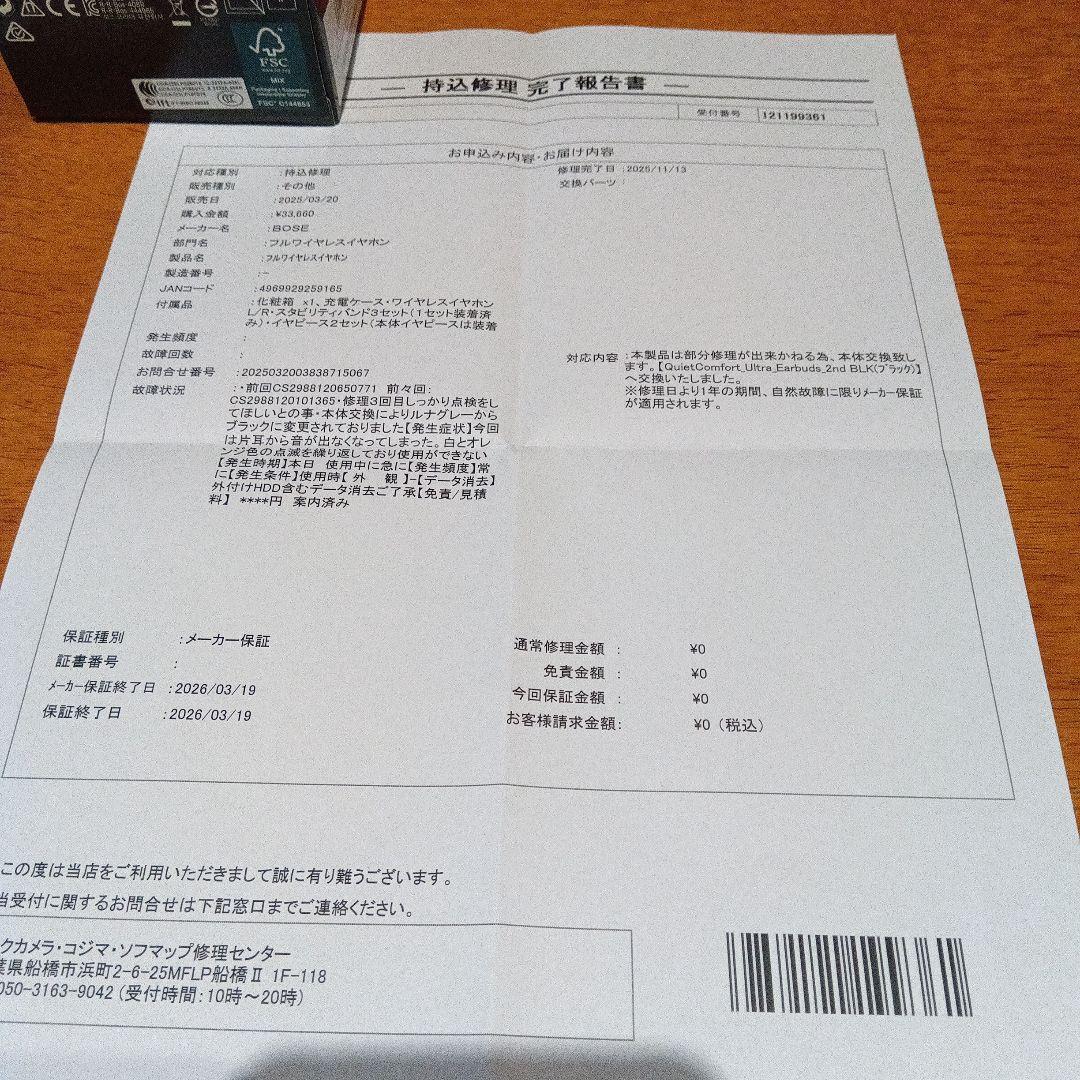 FSC
MIX
FSC® C144853
― 持込修理 完了報告書 ―
受付番号 121199361
お申込み内容・お届け内容
対応種別 :持込修理
販売種別 :その他
販売日 :2025/03/20
購入金額 :¥33,660
メーカー名 :BOSE
部門名 :フルワイヤレスイヤホン
製品名 :フルワイヤレスイヤホン
製造番号 :-
JANコード :4969929259165
付属品 :化粧箱 x1、充電ケース・ワイヤレスイヤホン
L/R・スタビリティバンド3セット(1セット装着済
み)・イヤピース2セット(本体イヤピースは装着
発生頻度 :
故障回数 :
お問合せ番号 :2025032003838715067
故障状況 :・前回CS2988120650771 前々回:
CS2988120101365・修理3回目しっかり点検をし
てほしいとの事・本体交換によりルナグレーから
ブラックに変更されておりました【発生症状】今回
は片耳から音が出なくなってしまった。白とオレ
ンジ色の点滅を繰り返しており使用ができない
【発生時期】本日 使用中に急に【発生頻度】常
に【発生条件】使用時【 外 観 】-【データ消去】
外付けHDD含むデータ消去ご了承【免責/見積
料】 ****円 案内済み
修理完了日 :2025/11/13
交換パーツ :
対応内容 :本製品は部分修理が出来かねる為、本体交換致し
ます。【QuietComfort_Ultra_Earbuds_2nd BLK(ブラック)】
へ交換いたしました。
※修理日より1年の期間、自然故障に限りメーカー保証
が適用されます。
保証種別 :メーカー保証
証書番号 :
メーカー保証終了日 :2026/03/19
保証終了日 :2026/03/19
通常修理金額 : ¥0
免責金額 : ¥0
今回保証金額 : ¥0
お客様請求金額: ¥0 (税込)
この度は当店をご利用いただきまして誠に有り難うございます。
当受付に関するお問合せは下記窓口までご連絡ください。
クカメラ・コジマ・ソフマップ修理センター
葉県船橋市浜町2-6-25MFLP船橋Ⅱ 1F-118
050-3163-9042(受付時間:10時～20時)